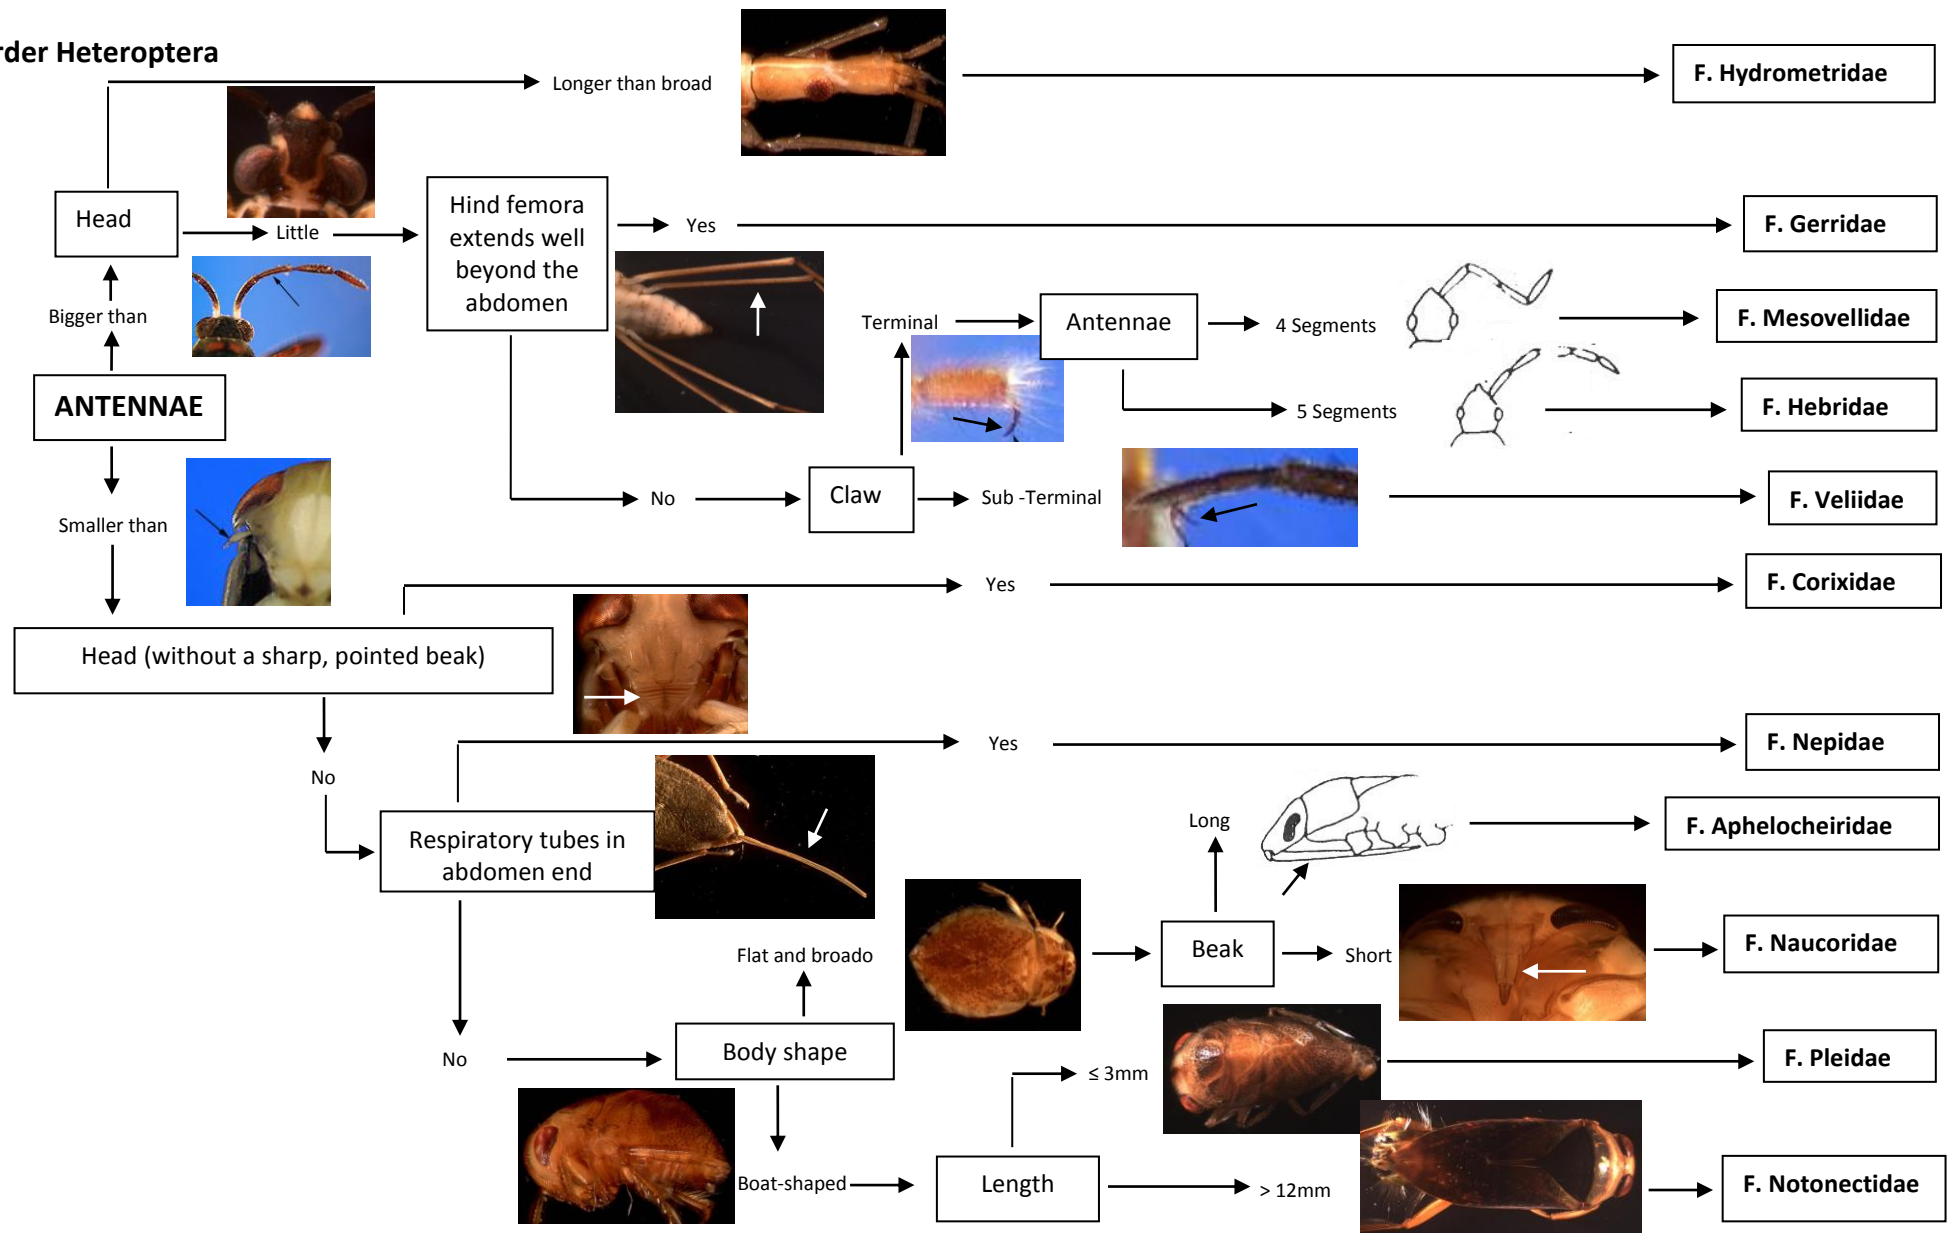 rder Heteroptera
Longer than broad
F. Hydrometridae
Head
Little
Hind femora
extends well
beyond the
abdomen
Yes
F. Gerridae
Bigger than
Terminal
Antennae
4 Segments
F. Mesovellidae
ANTENNAE
5 Segments
F. Hebridae
No
Claw
Sub -Terminal
F. Veliidae
Smaller than
Yes
F. Corixidae
Head (without a sharp, pointed beak)
Yes
F. Nepidae
No
Respiratory tubes in
abdomen end
Long
F. Aphelocheiridae
Flat and broado
Beak
Short
F. Naucoridae
No
Body shape
≤ 3mm
F. Pleidae
Boat-shaped
Length
> 12mm
F. Notonectidae